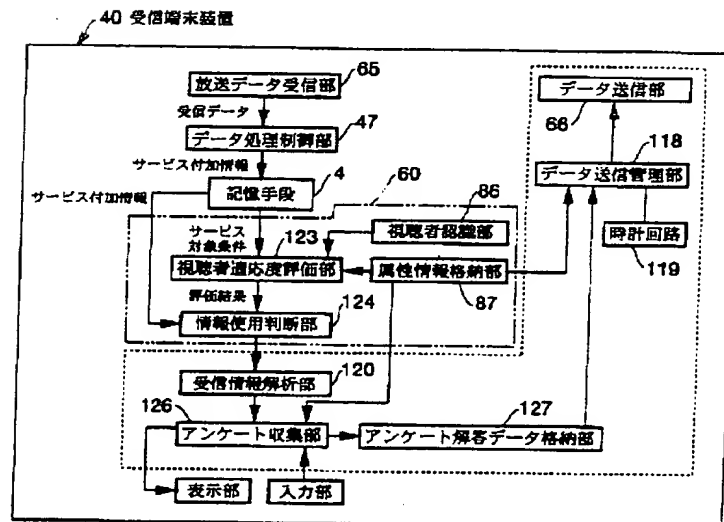 40 受信端末装置
放送データ受信部
65
受信データ
データ処理制御部
47
サービス付加情報
サービス付加情報
記憶手段
4
60
サービス
対象条件
123
86
視聴者認識部
視聴者適応度評価部
属性情報格納部
87
評価結果
124
情報使用判断部
データ送信部
66
118
データ送信管理部
時計回路
119
受信情報解析部
120
126
アンケート収集部
127
アンケート解客データ格納部
表示部
入力部